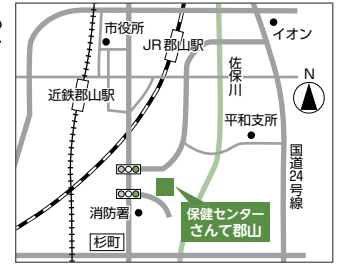 市役所
イオン
JR郡山駅
佐保川
N
近鉄郡山駅
平和支所
国道24号線
消防署
保健センター
さんて郡山
杉町